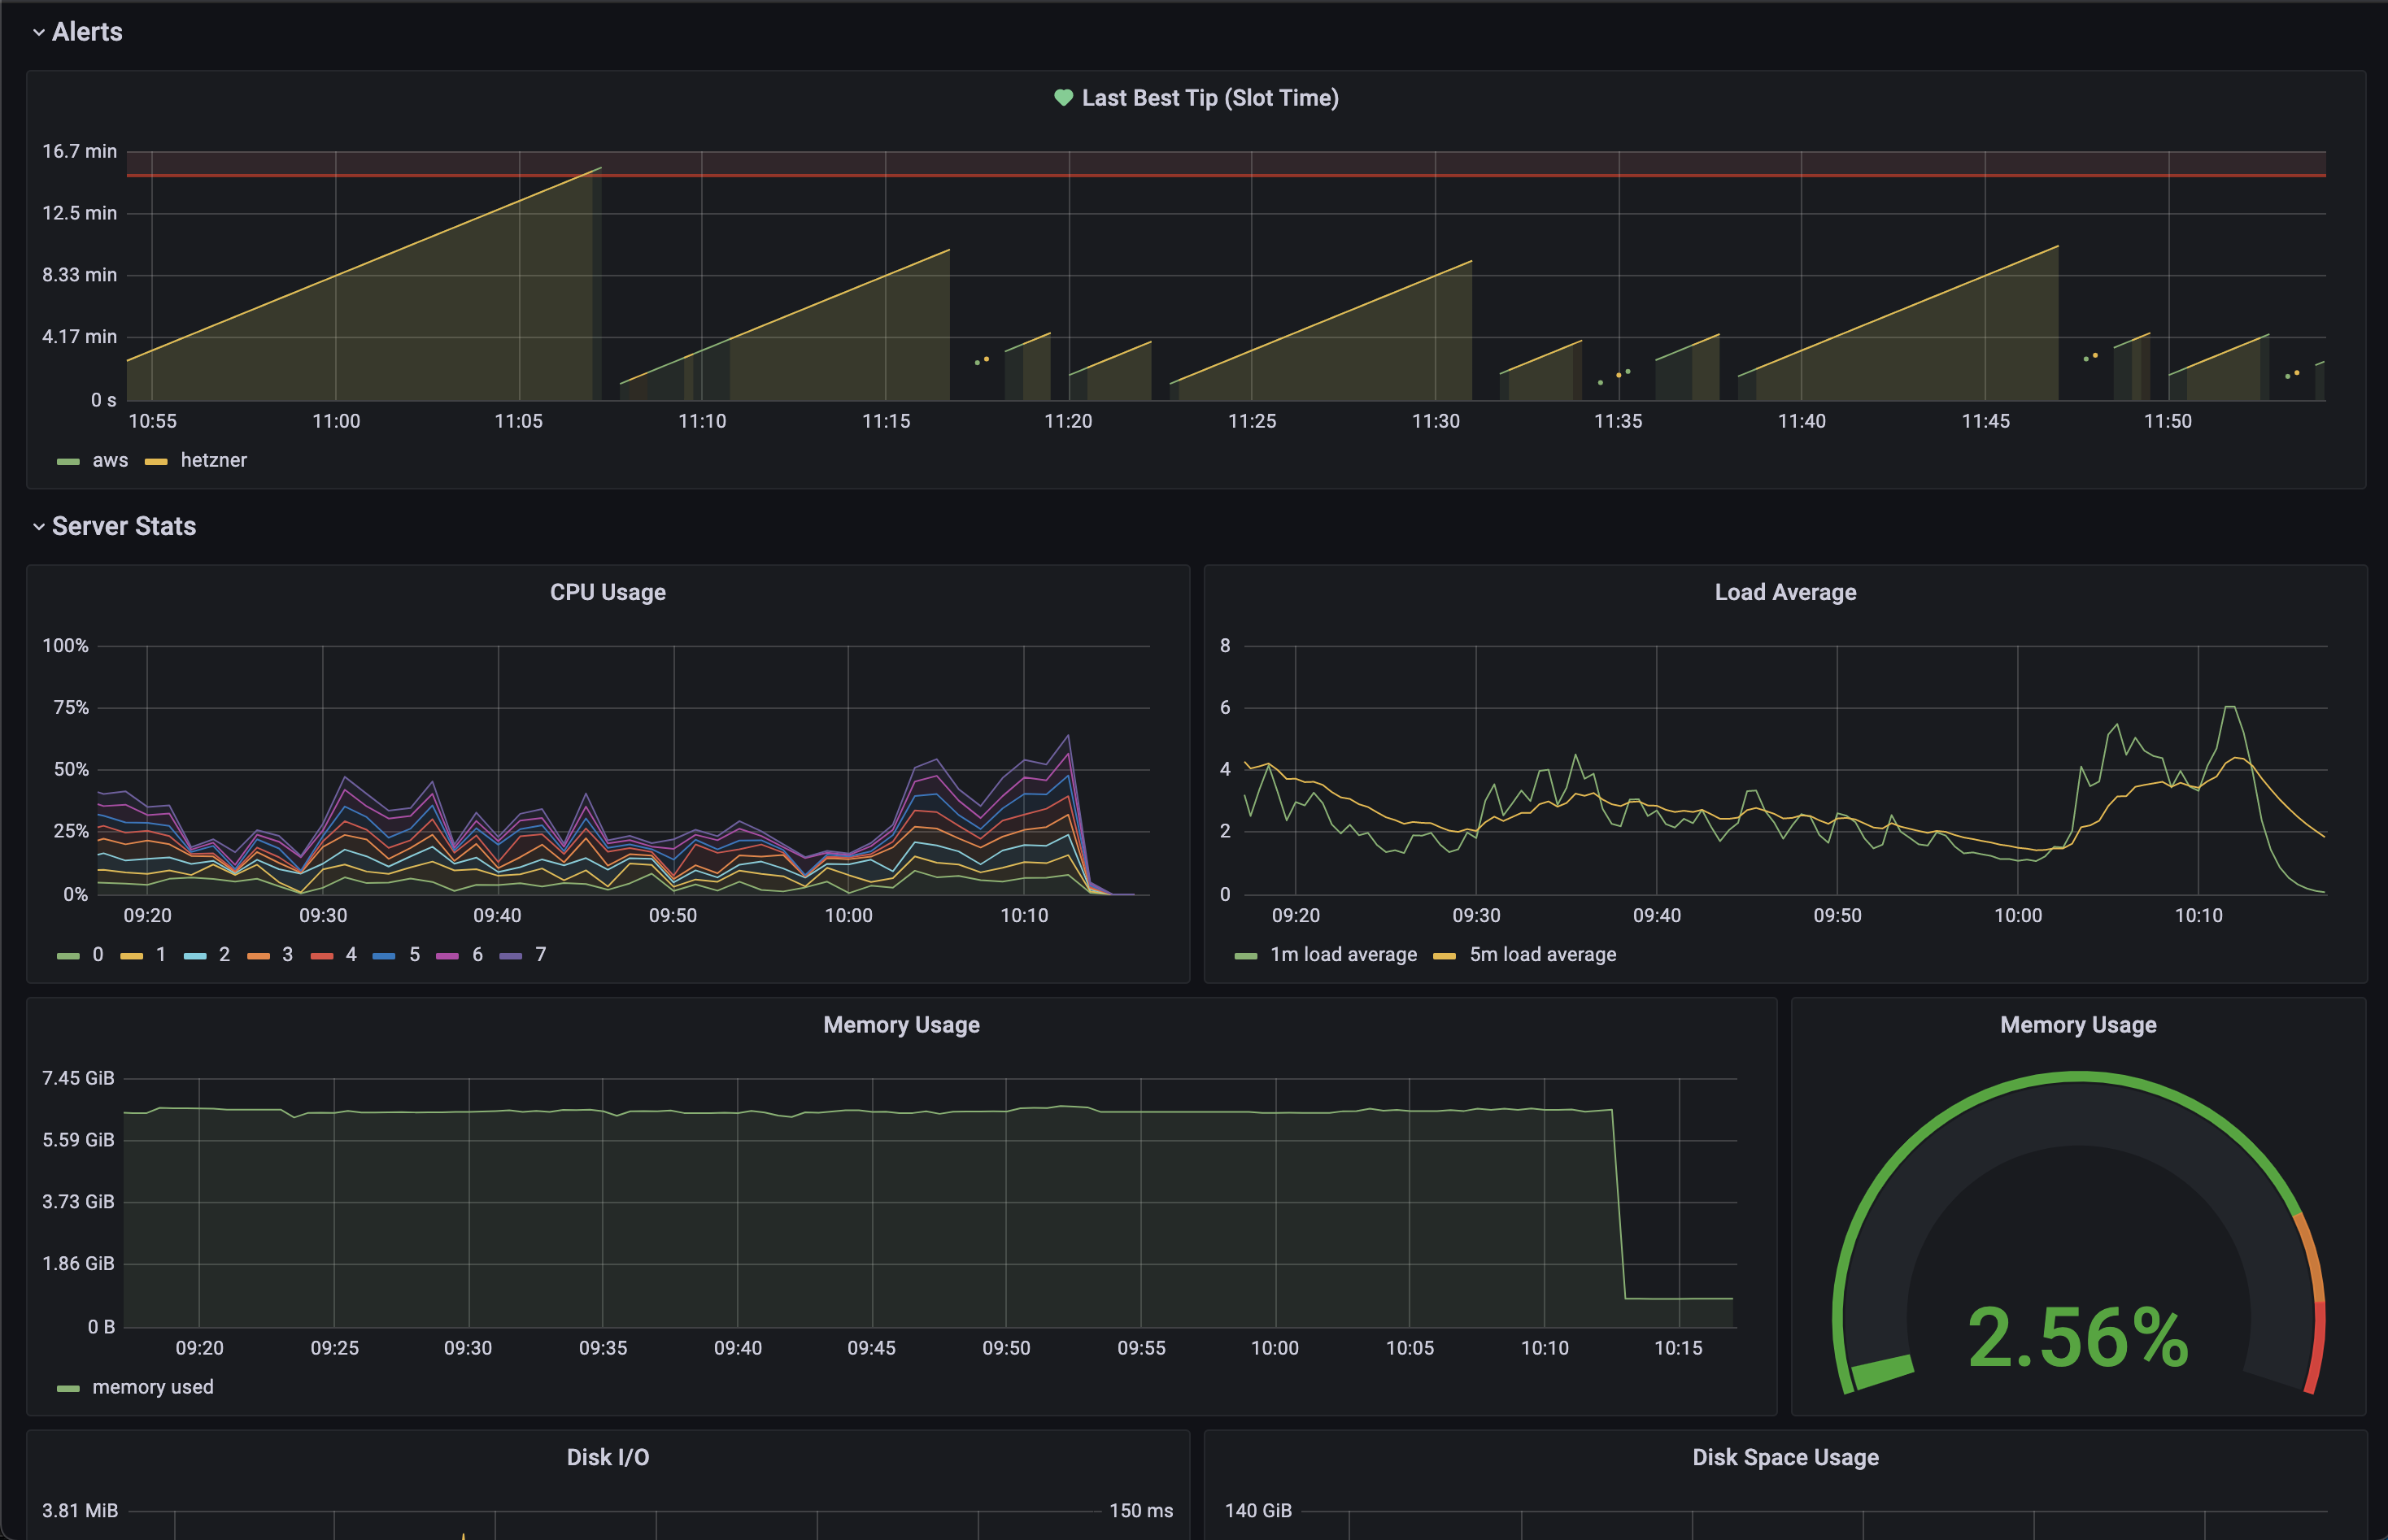 Alerts
Last Best Tip (Slot Time)
16.7 min
12.5 min
8.33 min
4.17 min
0 s
10:55 11:00 11:05 11:10 11:15 11:20 11:25 11:30 11:35 11:40 11:45 11:50
aws hetzner
Server Stats
CPU Usage
100%
75%
50%
25%
0%
09:20 09:30 09:40 09:50 10:00 10:10
0 1 2 3 4 5 6 7
Load Average
8
6
4
2
0
09:20 09:30 09:40 09:50 10:00 10:10
1m load average 5m load average
Memory Usage
7.45 GiB
5.59 GiB
3.73 GiB
1.86 GiB
0 B
09:20 09:25 09:30 09:35 09:40 09:45 09:50 09:55 10:00 10:05 10:10 10:15
memory used
Memory Usage
2.56%
Disk I/O
3.81 MiB
150 ms
Disk Space Usage
140 GiB